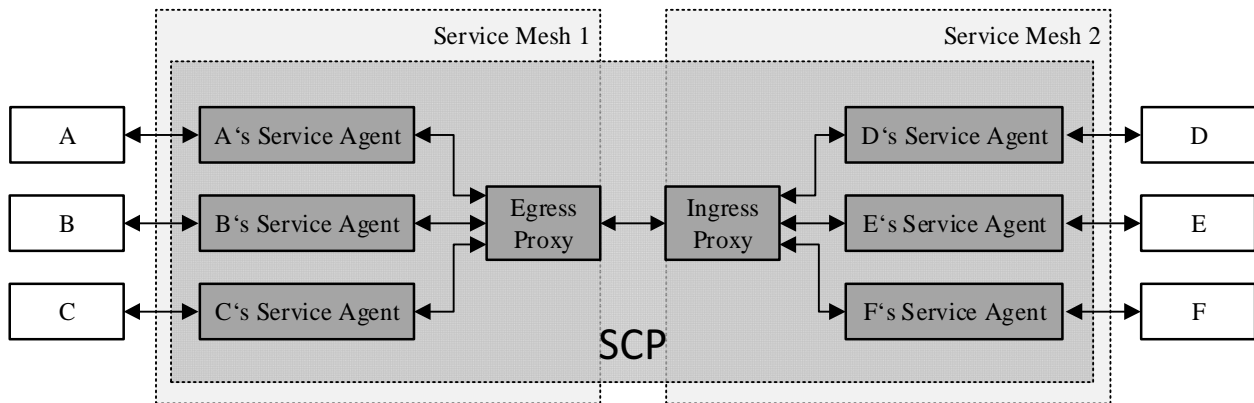 Service Mesh 1
Service Mesh 2
A
A‘s Service Agent
D‘s Service Agent
D
B
B‘s Service Agent
Egress
Proxy
Ingress
Proxy
E‘s Service Agent
E
C
C‘s Service Agent
F‘s Service Agent
F
SCP